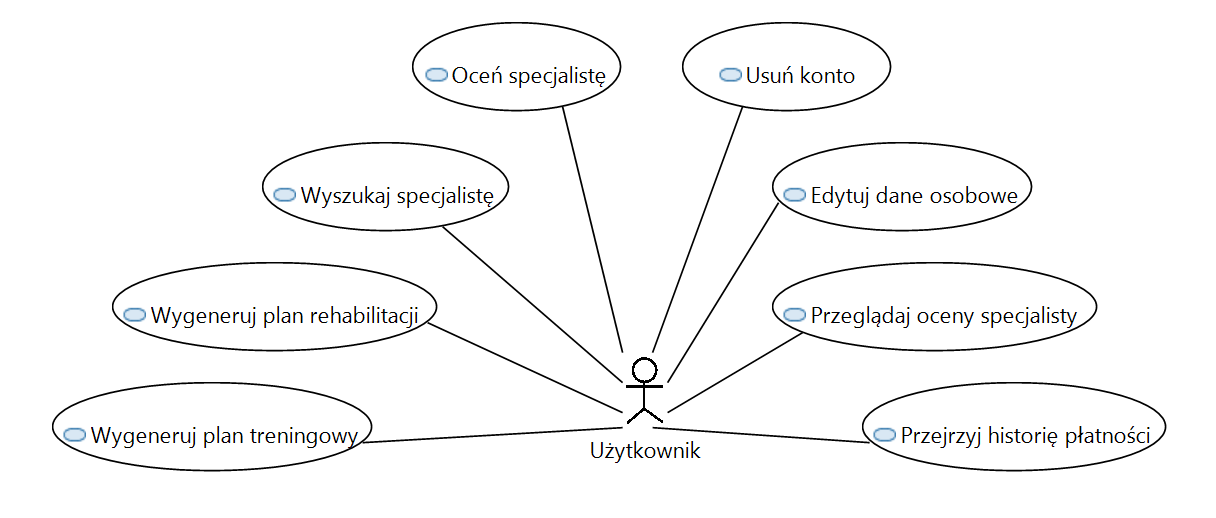 Oceń specjalistę
Usuń konto
Wyszukaj specjalistę
Edytuj dane osobowe
Wygeneruj plan rehabilitacji
Przeglądaj oceny specjalisty
Wygeneruj plan treningowy
Przejrzyj historię płatności
Użytkownik